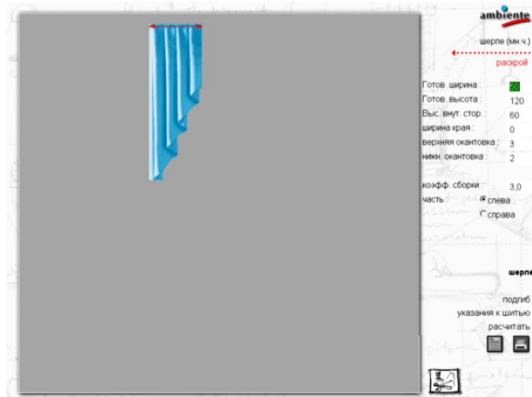 ambiente
шерпе (мн.ч.)
раскрой
Готов. ширина : 50
Готов. высота : 120
Выс. внут. стор. : 60
ширина края : 0
верхняя окантовка : 3
нижн. окантовка : 2
коэфф. сборки : 3,0
часть : слева
справа
шерпе
подгиб
указания к шитью
расчитать